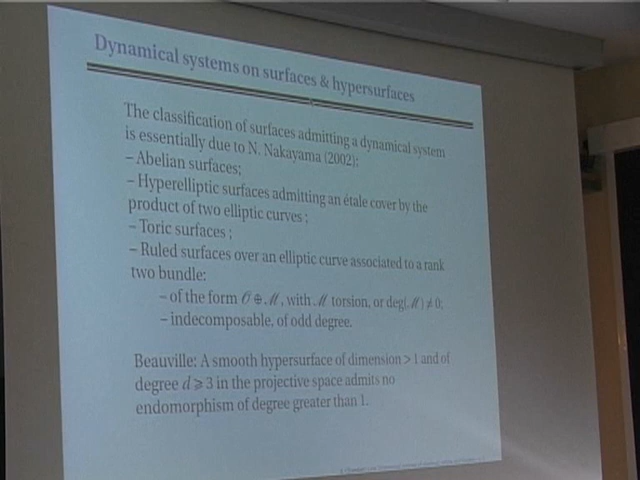 Dynamical systems on surfaces & hypersurfaces
The classification of surfaces admitting a dynamical system
is essentially due to N. Nakayama (2002):
– Abelian surfaces;
– Hyperelliptic surfaces admitting an étale cover by the
product of two elliptic curves ;
– Toric surfaces ;
– Ruled surfaces over an elliptic curve associated to a rank
two bundle:
– of the form 𝒪 ⊕ ℳ, with ℳ torsion, or deg(ℳ) ≠ 0;
– indecomposable, of odd degree.
Beauville: A smooth hypersurface of dimension > 1 and of
degree d ⩾ 3 in the projective space admits no
endomorphism of degree greater than 1.